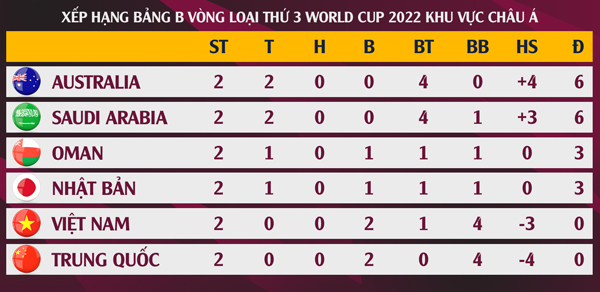 XẾP HẠNG BẢNG B VÒNG LOẠI THỨ 3 WORLD CUP 2022 KHU VỰC CHÂU Á
ST T H B BT BB HS Đ
AUSTRALIA 2 2 0 0 4 0 +4 6
SAUDI ARABIA 2 2 0 0 4 1 +3 6
OMAN 2 1 0 1 1 1 0 3
NHẬT BẢN 2 1 0 1 1 1 0 3
VIỆT NAM 2 0 0 2 1 4 -3 0
TRUNG QUỐC 2 0 0 2 0 4 -4 0